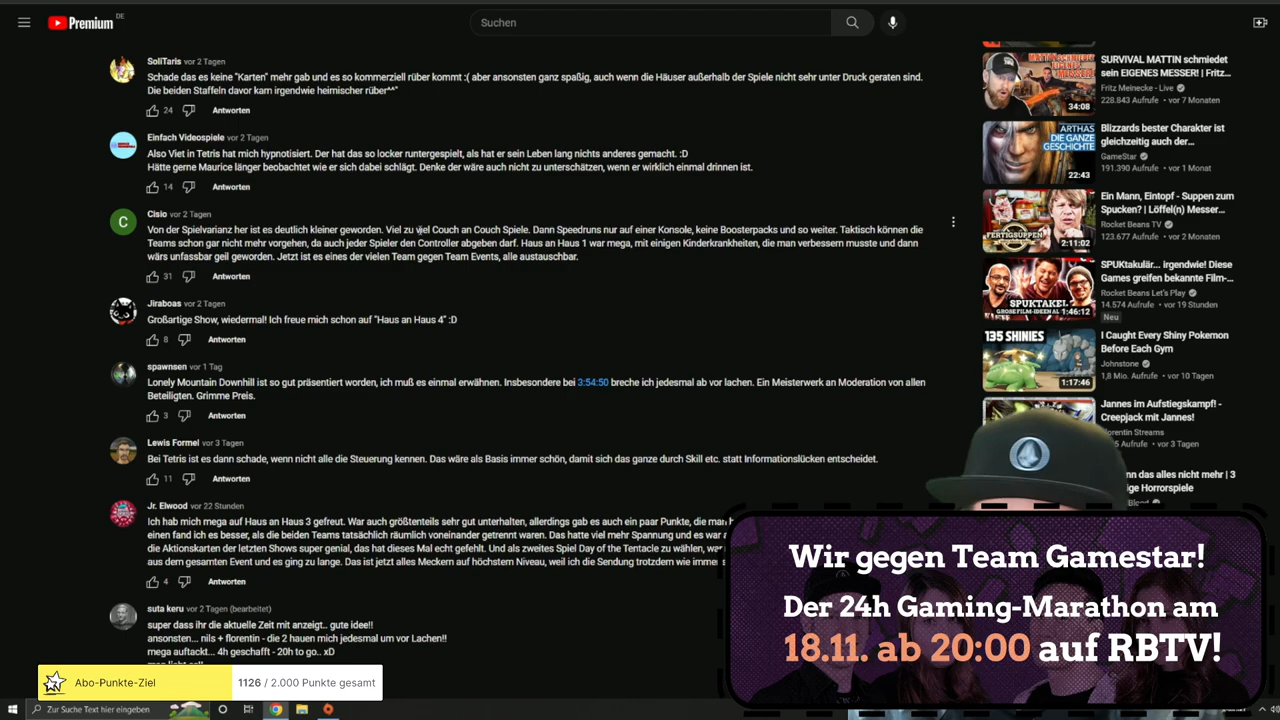 Premium DE
Suchen
SoliTaris vor 2 Tagen
Schade das es keine "Karten" mehr gab und es so kommerziell rüber kommt :( aber ansonsten ganz spaßig, auch wenn die Häuser außerhalb der Spiele nicht sehr unter Druck geraten sind.
Die beiden Staffeln davor kam irgendwie heimischer rüber^^"
24 Antworten
Einfach Videospiele vor 2 Tagen
Also Viet in Tetris hat mich hypnotisiert. Der hat das so locker runtergespielt, als hat er sein Leben lang nichts anderes gemacht. :D
Hätte gerne Maurice länger beobachtet wie er sich dabei schlägt. Denke der wäre auch nicht zu unterschätzen, wenn er wirklich einmal drinnen ist.
14 Antworten
C
Cisio vor 2 Tagen
Von der Spielvarianz her ist es deutlich kleiner geworden. Viel zu viel Couch an Couch Spiele. Dann Speedruns nur auf einer Konsole, keine Boosterpacks und so weiter. Taktisch können die
Teams schon gar nicht mehr vorgehen, da auch jeder Spieler den Controller abgeben darf. Haus an Haus 1 war mega, mit einigen Kinderkrankheiten, die man verbessern musste und dann
wärs unfassbar geil geworden. Jetzt ist es eines der vielen Team gegen Team Events, alle austauschbar.
31 Antworten
Jiraboas vor 2 Tagen
Großartige Show, wiedermal! Ich freue mich schon auf "Haus an Haus 4" :D
8 Antworten
spawnsen vor 1 Tag
Lonely Mountain Downhill ist so gut präsentiert worden, ich muß es einmal erwähnen. Insbesondere bei 3:54:50 breche ich jedesmal ab vor lachen. Ein Meisterwerk an Moderation von allen
Beteiligten. Grimme Preis.
3 Antworten
Lewis Formel vor 3 Tagen
Bei Tetris ist es dann schade, wenn nicht alle die Steuerung kennen. Das wäre als Basis immer schön, damit sich das ganze durch Skill etc. statt Informationslücken entscheidet.
11 Antworten
Jr. Elwood vor 22 Stunden
Ich hab mich mega auf Haus an Haus 3 gefreut. War auch größtenteils sehr gut unterhalten, allerdings gab es auch ein paar Punkte, die man
einen fand ich es besser, als die beiden Teams tatsächlich räumlich voneinander getrennt waren. Das hatte viel mehr Spannung und es war
die Aktionskarten der letzten Shows super genial, das hat dieses Mal echt gefehlt. Und als zweites Spiel Day of the Tentacle zu wählen,
aus dem gesamten Event und es ging zu lange. Das ist jetzt alles Meckern auf höchstem Niveau, weil ich die Sendung trotzdem wie immer
4 Antworten
suta keru vor 2 Tagen (bearbeitet)
super dass ihr die aktuelle Zeit mit anzeigt.. gute idee!!
ansonsten... nils + florentin - die 2 hauen mich jedesmal um vor Lachen!!
mega auftackt... 4h geschafft - 20h to go.. xD
Abo-Punkte-Ziel 1126 / 2.000 Punkte gesamt
Zur Suche Text hier eingeben
34:08
SURVIVAL MATTIN schmiedet
sein EIGENES MESSER! | Fritz...
Fritz Meinecke - Live
228.843 Aufrufe • vor 7 Monaten
ARTHAS
DIE GANZE
GESCHICHTE
22:43
Blizzards bester Charakter ist
gleichzeitig auch der...
GameStar
191.390 Aufrufe • vor 1 Monat
FERTIGSUPPEN
2:11:02
Ein Mann, Eintopf - Suppen zum
Spucken? | Löffel(n) Messer...
Rocket Beans TV
123.677 Aufrufe • vor 2 Monaten
SPUKTAKEL
GROSSE FILM-IDEEN AL
1:46:12
SPUKtakulär... irgendwie! Diese
Games greifen bekannte Film-...
Rocket Beans Let's Play
14.574 Aufrufe • vor 19 Stunden
Neu
135 SHINIES
1:17:46
I Caught Every Shiny Pokemon
Before Each Gym
Johnstone
1,8 Mio. Aufrufe • vor 10 Tagen
Jannes im Aufstiegskampf! -
Creepjack mit Jannes!
Florentin Streams
Aufrufe • vor 3 Tagen
das alles nicht mehr | 3
Horrorspiele
Wir gegen Team Gamestar!
Der 24h Gaming-Marathon am
18.11. ab 20:00 auf RBTV!